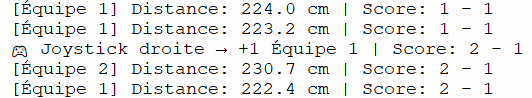 [Équipe 1] Distance: 224.0 cm | Score: 1 - 1
[Équipe 1] Distance: 223.2 cm | Score: 1 - 1
🎮 Joystick droite → +1 Équipe 1 | Score: 2 - 1
[Équipe 2] Distance: 230.7 cm | Score: 2 - 1
[Équipe 1] Distance: 222.4 cm | Score: 2 - 1